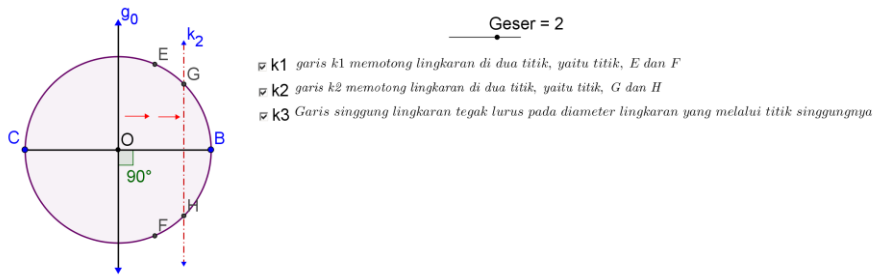 g₀
k₂
E
G
C
O
B
90°
H
F
Geser = 2
k1 garis k1 memotong lingkaran di dua titik, yaitu titik, E dan F
k2 garis k2 memotong lingkaran di dua titik, yaitu titik, G dan H
k3 Garis singgung lingkaran tegak lurus pada diameter lingkaran yang melalui titik singgungnya